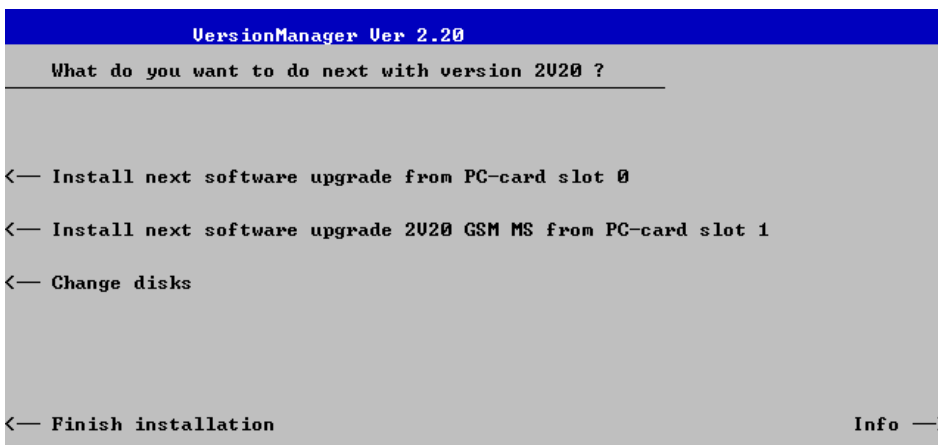 VersionManager Ver 2.20
What do you want to do next with version 2V20 ?
<— Install next software upgrade from PC-card slot 0
<— Install next software upgrade 2V20 GSM MS from PC-card slot 1
<— Change disks
<— Finish installation Info —